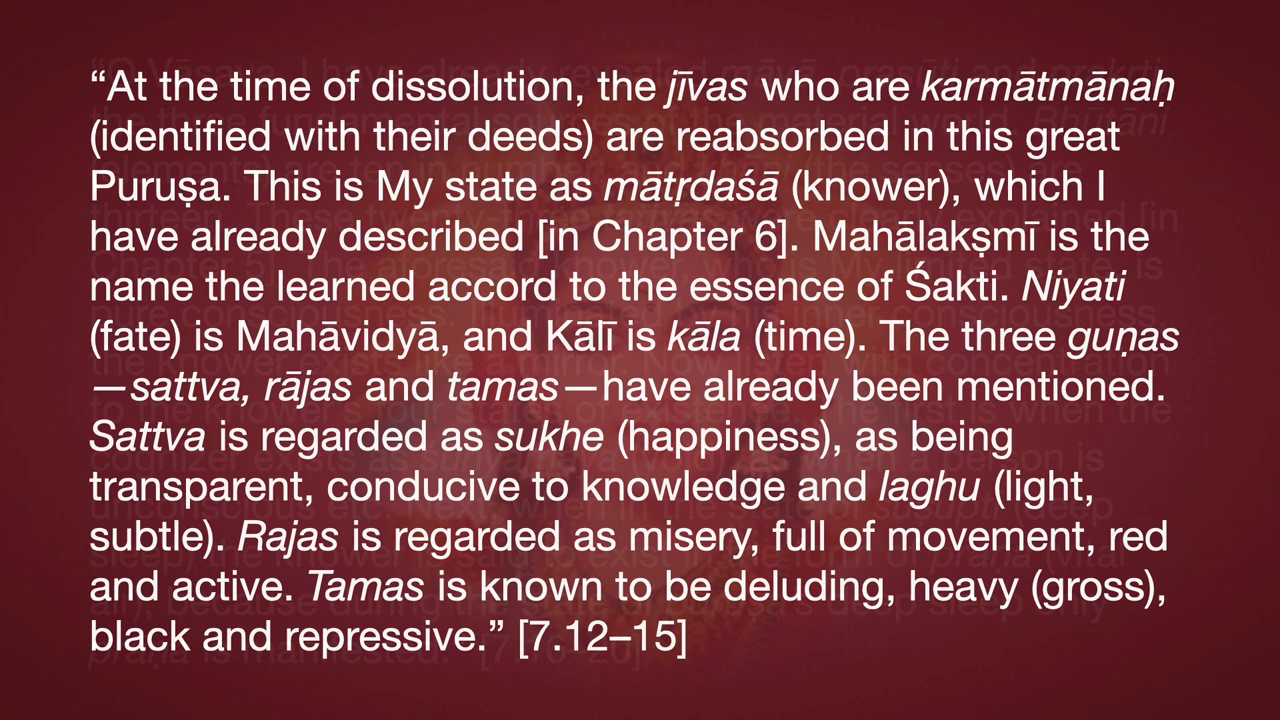 “At the time of dissolution, the jīvas who are karmātmānaḥ
(identified with their deeds) are reabsorbed in this great
Puruṣa. This is My state as mātṛdaśā (knower), which I
have already described [in Chapter 6]. Mahālakṣmī is the
name the learned accord to the essence of Śakti. Niyati
(fate) is Mahāvidyā, and Kālī is kāla (time). The three guṇas
—sattva, rājas and tamas—have already been mentioned.
Sattva is regarded as sukhe (happiness), as being
transparent, conducive to knowledge and laghu (light,
subtle). Rajas is regarded as misery, full of movement, red
and active. Tamas is known to be deluding, heavy (gross),
black and repressive.” [7.12–15]